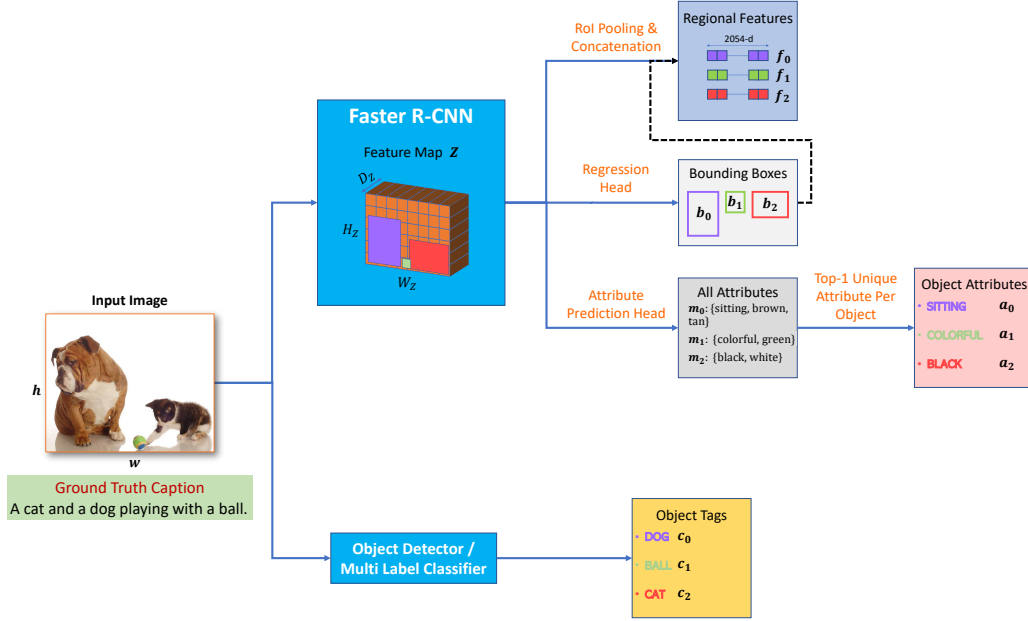 RoI Pooling &
Concatenation
Regional Features
2054-d
f₀
f₁
f₂
Faster R-CNN
Feature Map Z
D_Z
H_Z
W_Z
Regression
Head
Bounding Boxes
b₀
b₁
b₂
Attribute
Prediction Head
All Attributes
m₀: {sitting, brown,
tan}
m₁: {colorful, green}
m₂: {black, white}
Top-1 Unique
Attribute Per
Object
Object Attributes
• SITTING a₀
• COLORFUL a₁
• BLACK a₂
Input Image
h
w
Ground Truth Caption
A cat and a dog playing with a ball.
Object Detector /
Multi Label Classifier
Object Tags
• DOG c₀
• BALL c₁
• CAT c₂